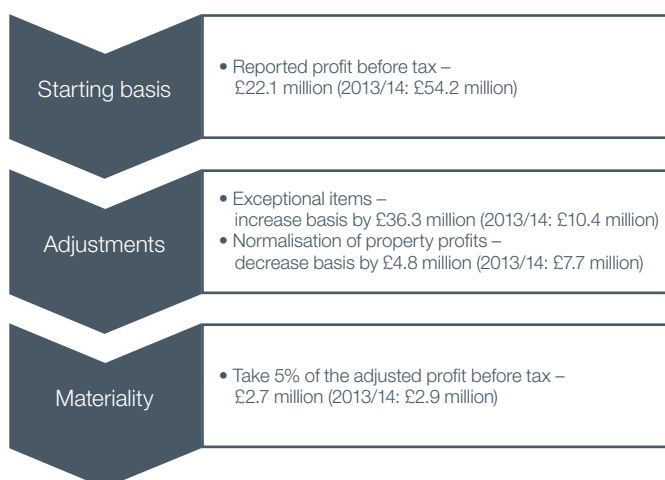 Starting basis
• Reported profit before tax –
£22.1 million (2013/14: £54.2 million)
Adjustments
• Exceptional items –
increase basis by £36.3 million (2013/14: £10.4 million)
• Normalisation of property profits –
decrease basis by £4.8 million (2013/14: £7.7 million)
Materiality
• Take 5% of the adjusted profit before tax –
£2.7 million (2013/14: £2.9 million)